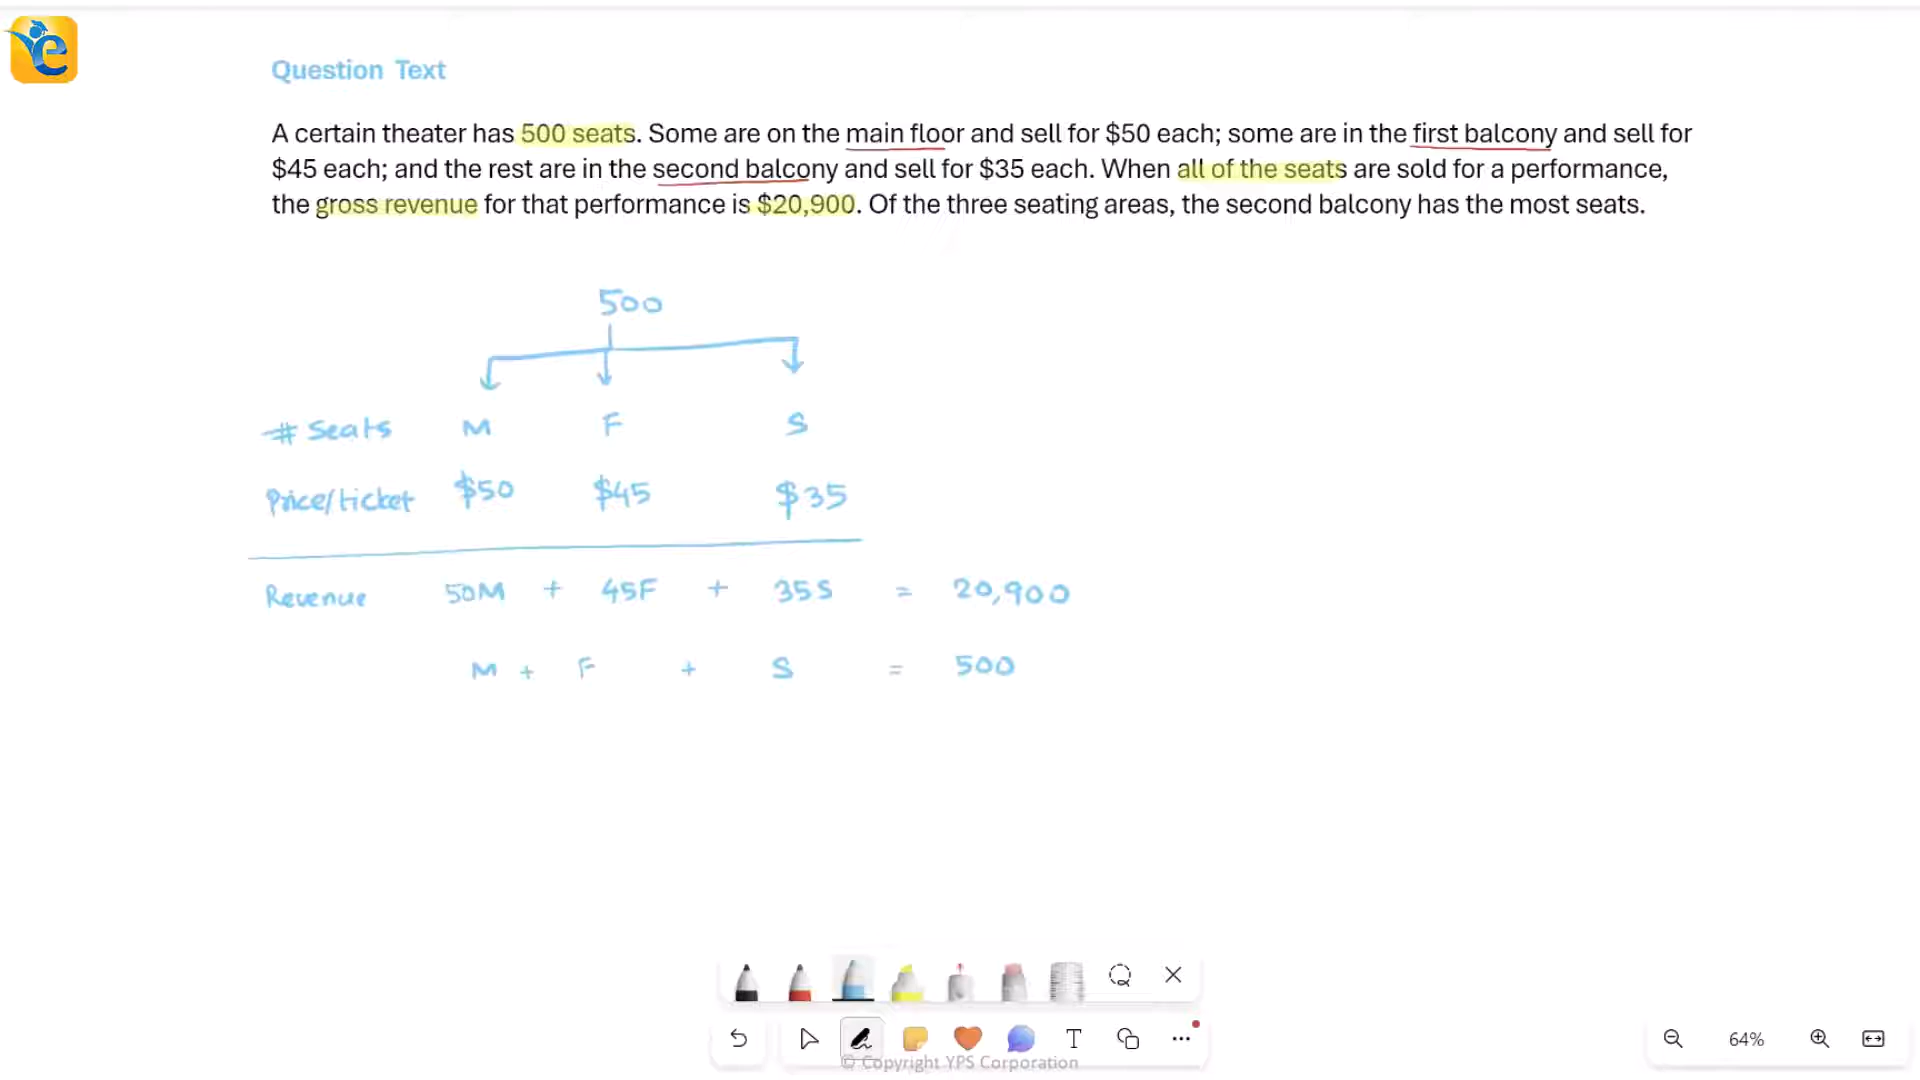 e
Question Text
A certain theater has 500 seats. Some are on the main floor and sell for $50 each; some are in the first balcony and sell for
$45 each; and the rest are in the second balcony and sell for $35 each. When all of the seats are sold for a performance,
the gross revenue for that performance is $20,900. Of the three seating areas, the second balcony has the most seats.
500
# Seats M F S
Price/ticket $50 $45 $35
Revenue 50M + 45F + 35S = 20,900
M + F + S = 500
T
64%
© Copyright YPS Corporation